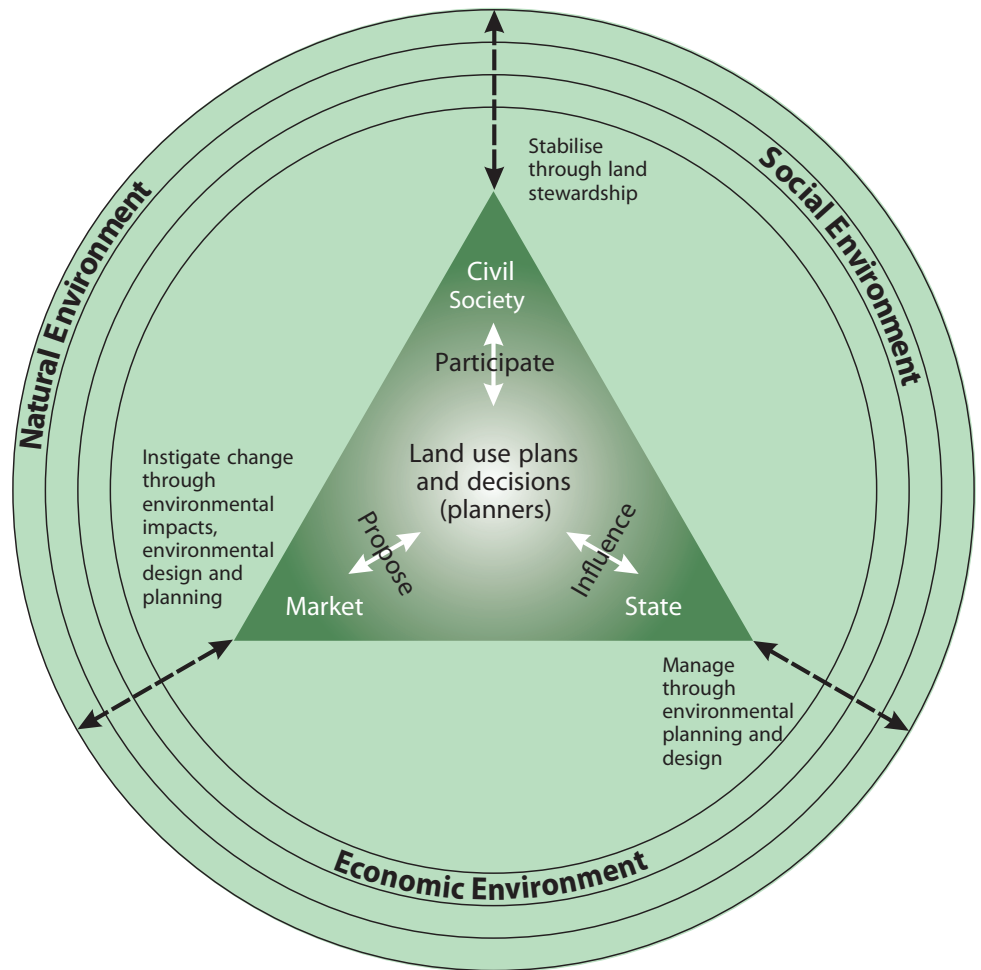 Stabilise
through land
stewardship
Natural Environment
Social Environment
Civil
Society
Participate
Land use plans
and decisions
(planners)
Instigate change
through
environmental
impacts,
environmental
design and
planning
Propose
Influence
Market
State
Manage
through
environmental
planning and
design
Economic Environment